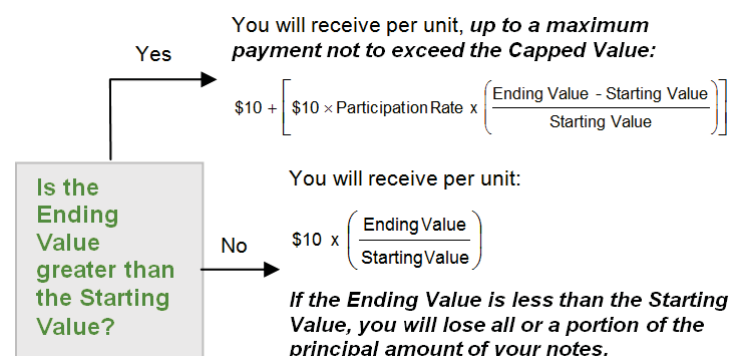 You will receive per unit, up to a maximum
payment not to exceed the Capped Value:
Yes
$10 + [ $10 × Participation Rate x ( Ending Value - Starting Value
Starting Value ) ]
Is the
Ending
Value
greater than
the Starting
Value?
No
You will receive per unit:
$10 x ( Ending Value
Starting Value )
If the Ending Value is less than the Starting
Value, you will lose all or a portion of the
principal amount of your notes.